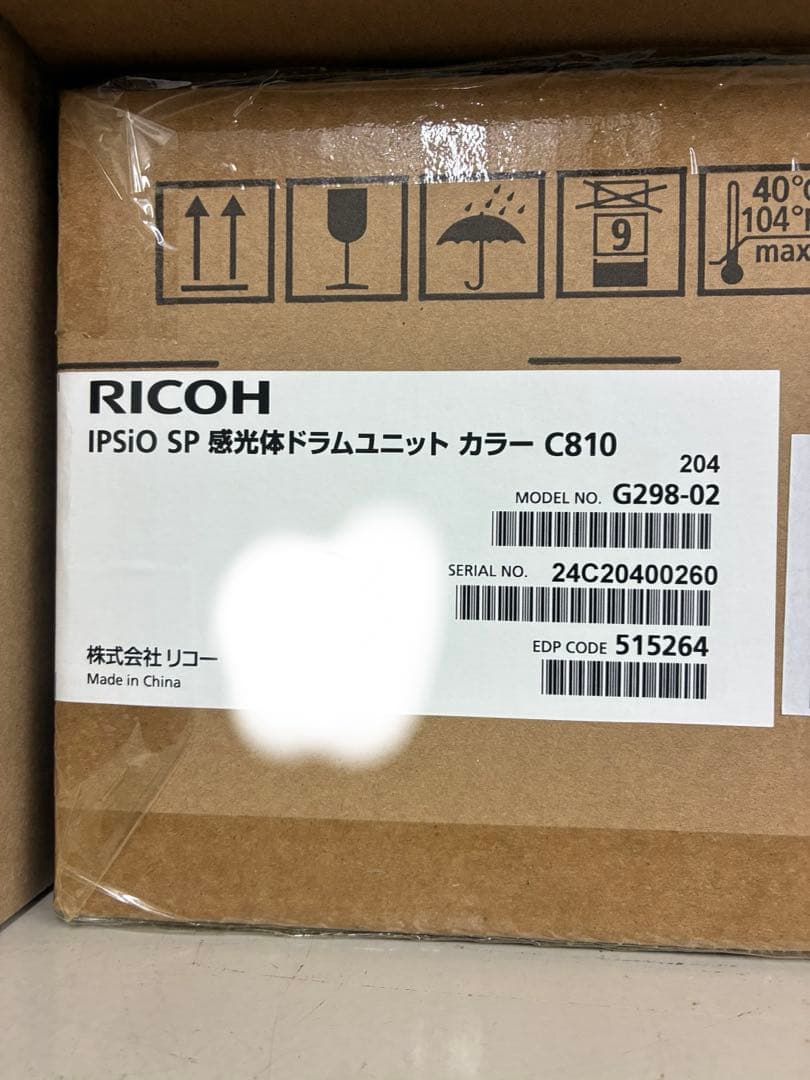 9
40°
104°
max
RICOH
IPSiO SP 感光体ドラムユニット カラー C810
204
MODEL NO. G298-02
SERIAL NO. 24C20400260
EDP CODE 515264
株式会社 リコー
Made in China